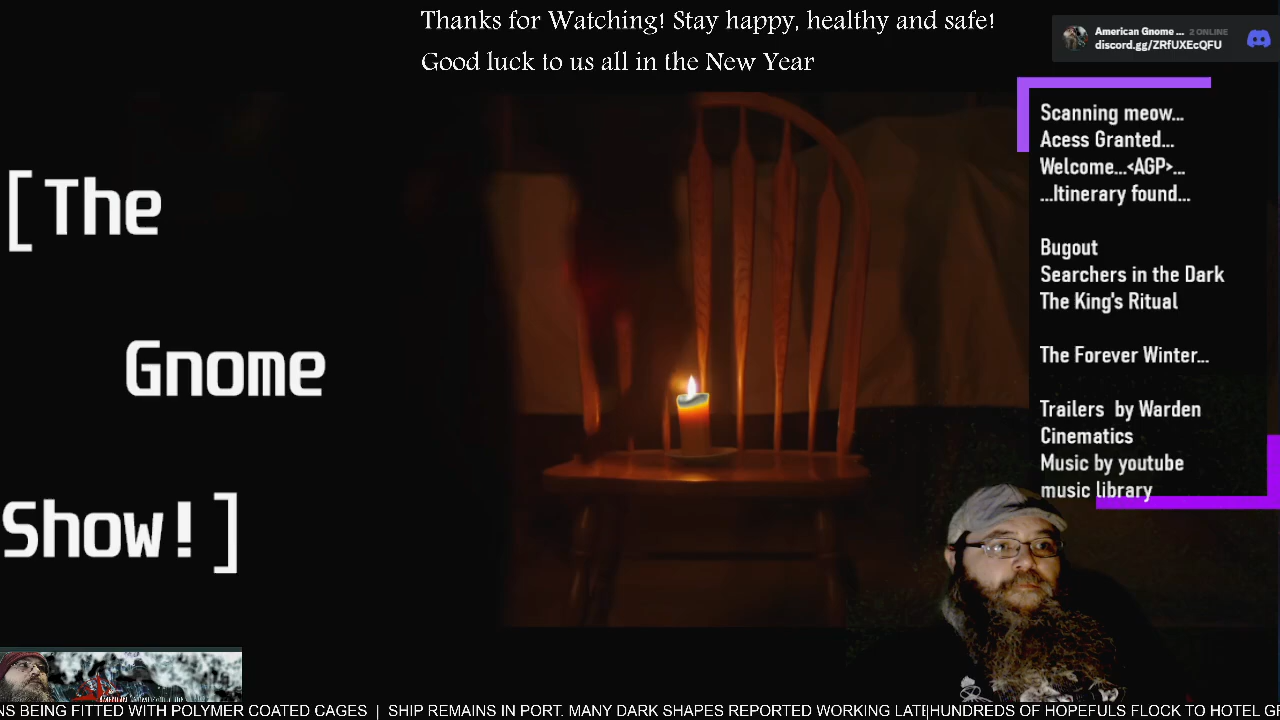 Thanks for Watching! Stay happy, healthy and safe!
Good luck to us all in the New Year
American Gnome ... 2 ONLINE
discord.gg/ZRfUXEcQFU
[The
Gnome
Show!]
Scanning meow...
Acess Granted...
Welcome...<AGP>...
...Itinerary found...
Bugout
Searchers in the Dark
The King's Ritual
The Forever Winter...
Trailers by Warden
Cinematics
Music by youtube
music library
NS BEING FITTED WITH POLYMER COATED CAGES | SHIP REMAINS IN PORT. MANY DARK SHAPES REPORTED WORKING LATE|HUNDREDS OF HOPEFULS FLOCK TO HOTEL GR